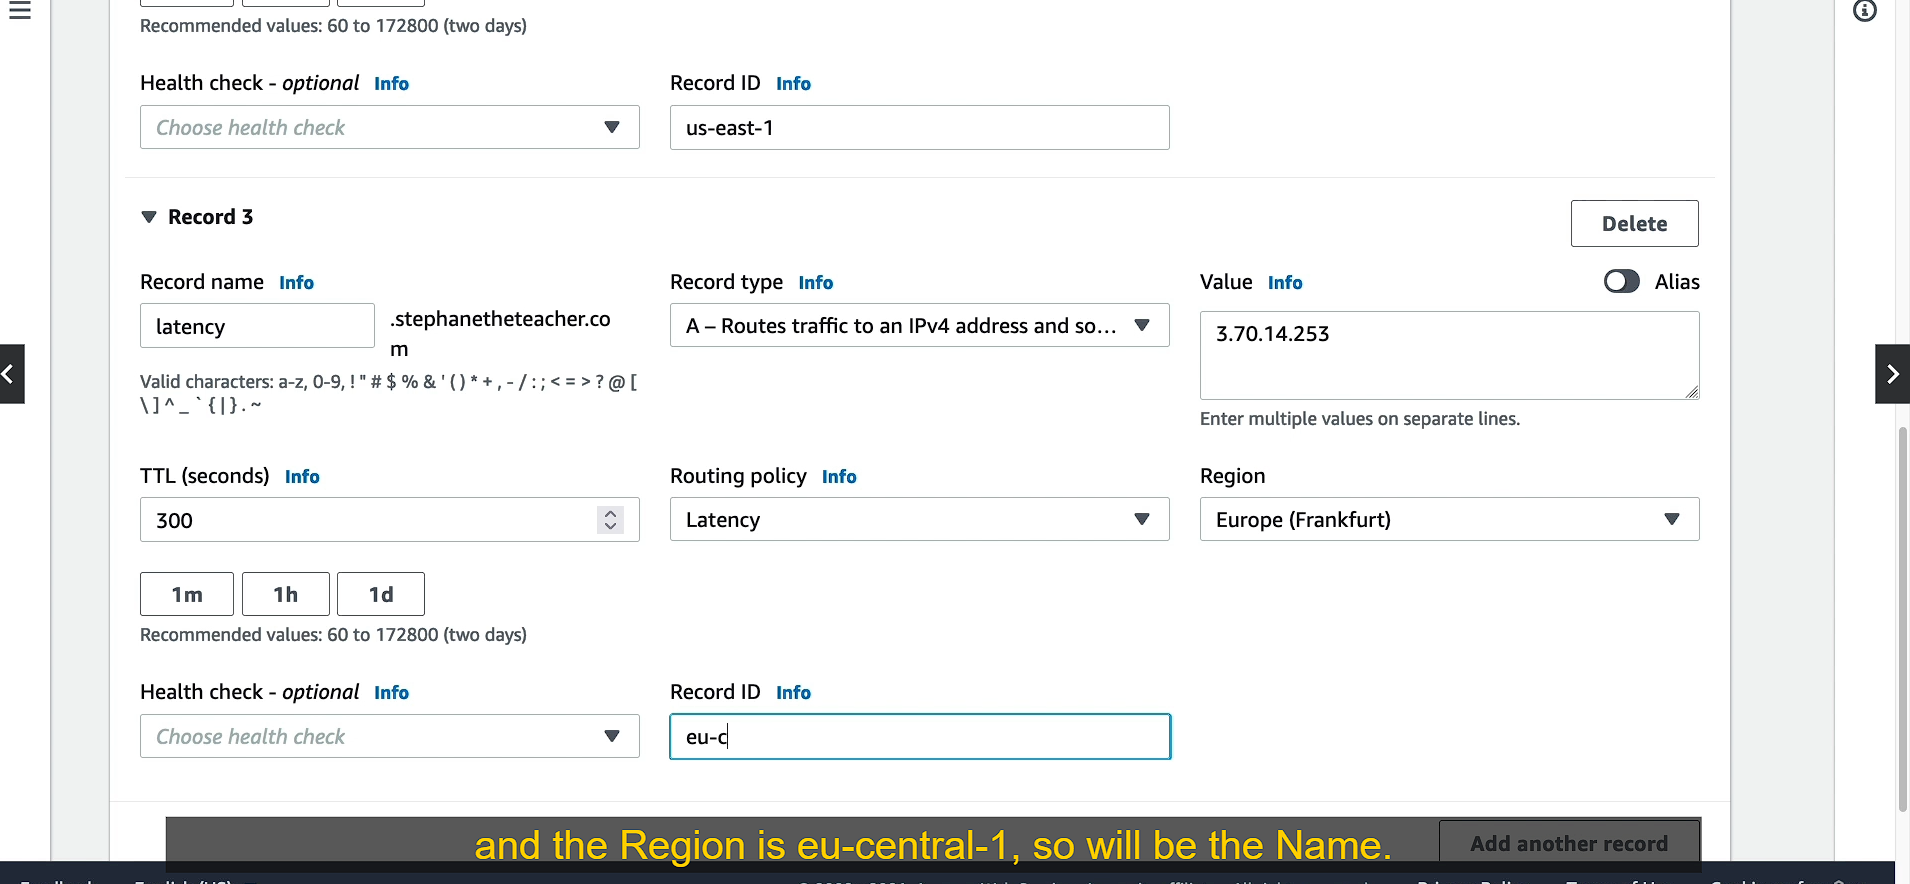 Recommended values: 60 to 172800 (two days)
Health check - optional Info
Record ID Info
Choose health check
us-east-1
Record 3
Delete
Record name Info
Record type Info
Value Info
Alias
latency
.stephanetheteacher.co
m
A – Routes traffic to an IPv4 address and so...
3.70.14.253
Valid characters: a-z, 0-9, ! " # $ % & ' ( ) * + , - / : ; < = > ? @ [
\ ] ^ _ ` { | } . ~
Enter multiple values on separate lines.
TTL (seconds) Info
Routing policy Info
Region
300
Latency
Europe (Frankfurt)
1m
1h
1d
Recommended values: 60 to 172800 (two days)
Health check - optional Info
Record ID Info
Choose health check
eu-c
and the Region is eu-central-1, so will be the Name.
Add another record